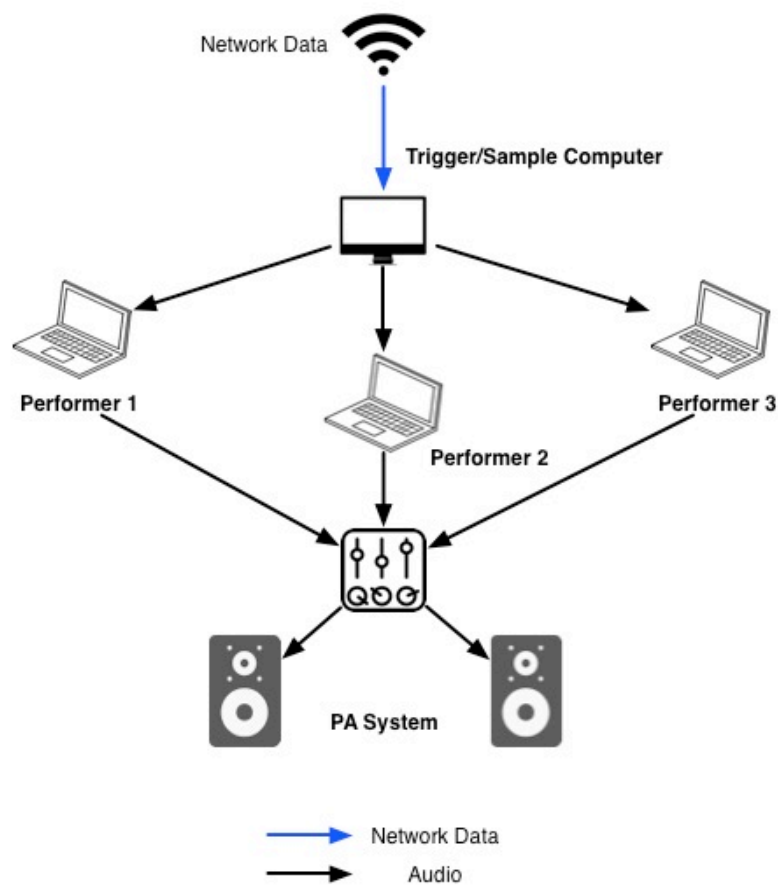 Network Data
Trigger/Sample Computer
Performer 1
Performer 3
Performer 2
PA System
Network Data
Audio